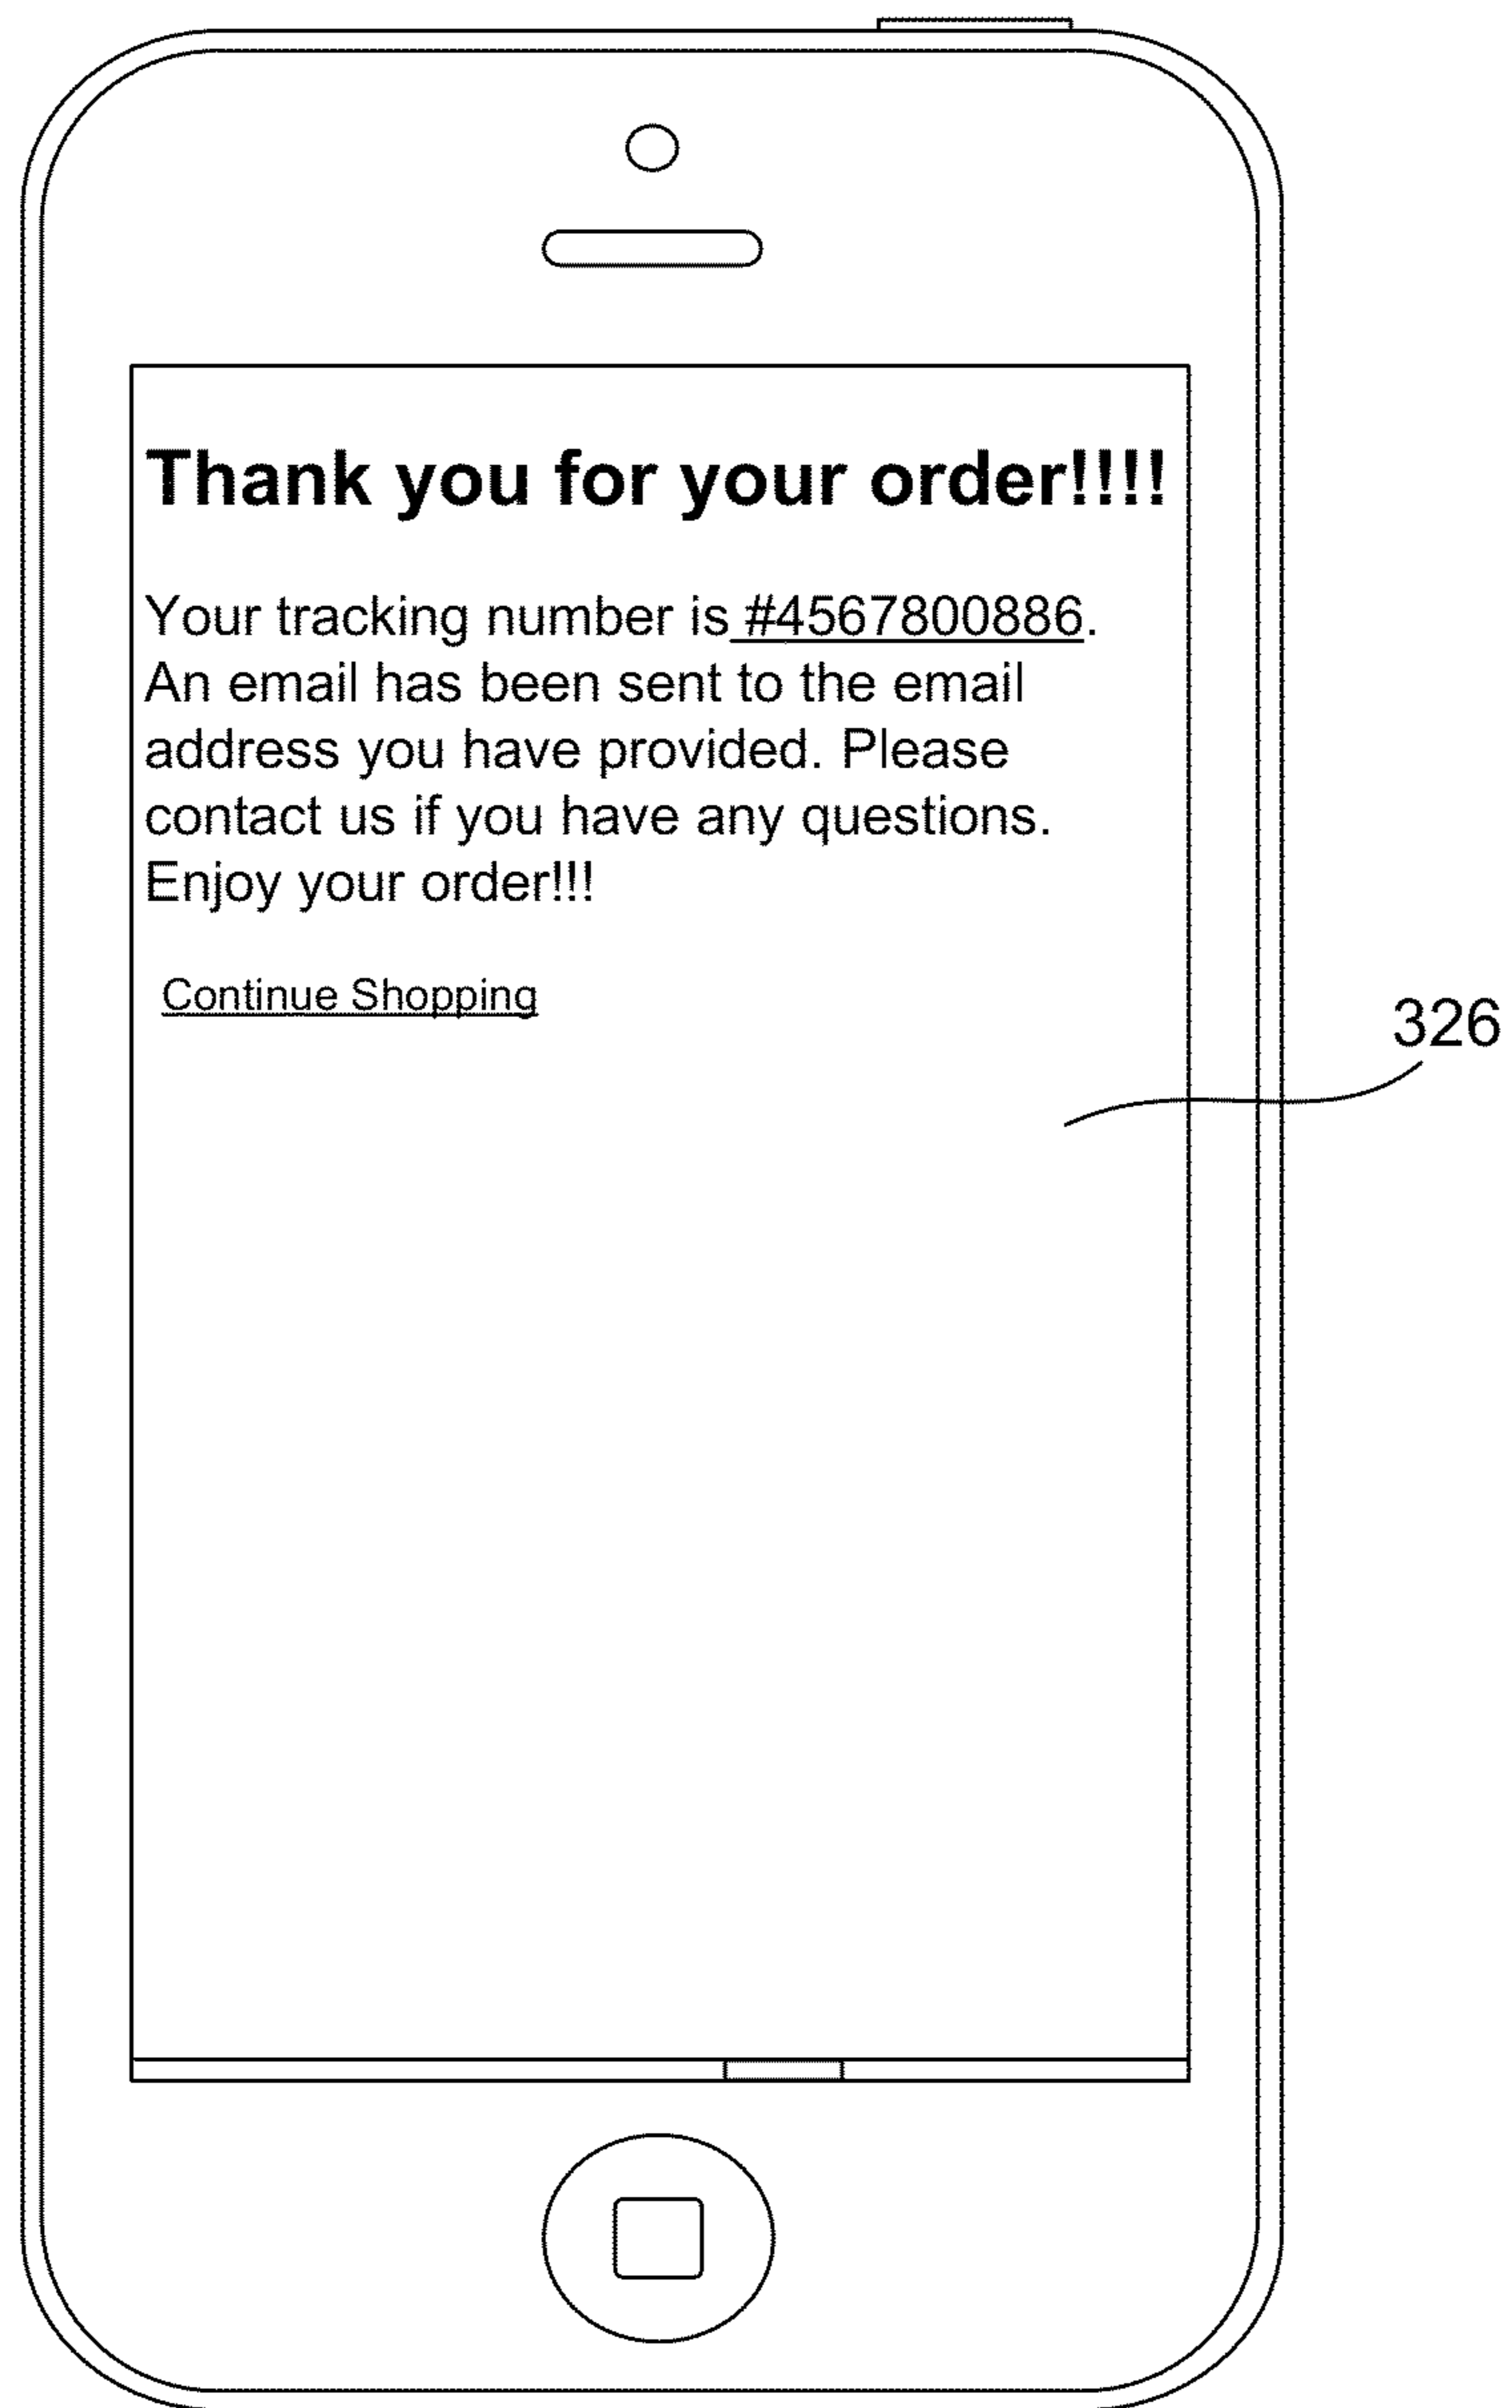 Thank you for your order!!!!
Your tracking number is #4567800886.
An email has been sent to the email
address you have provided. Please
contact us if you have any questions.
Enjoy your order!!!
Continue Shopping
326